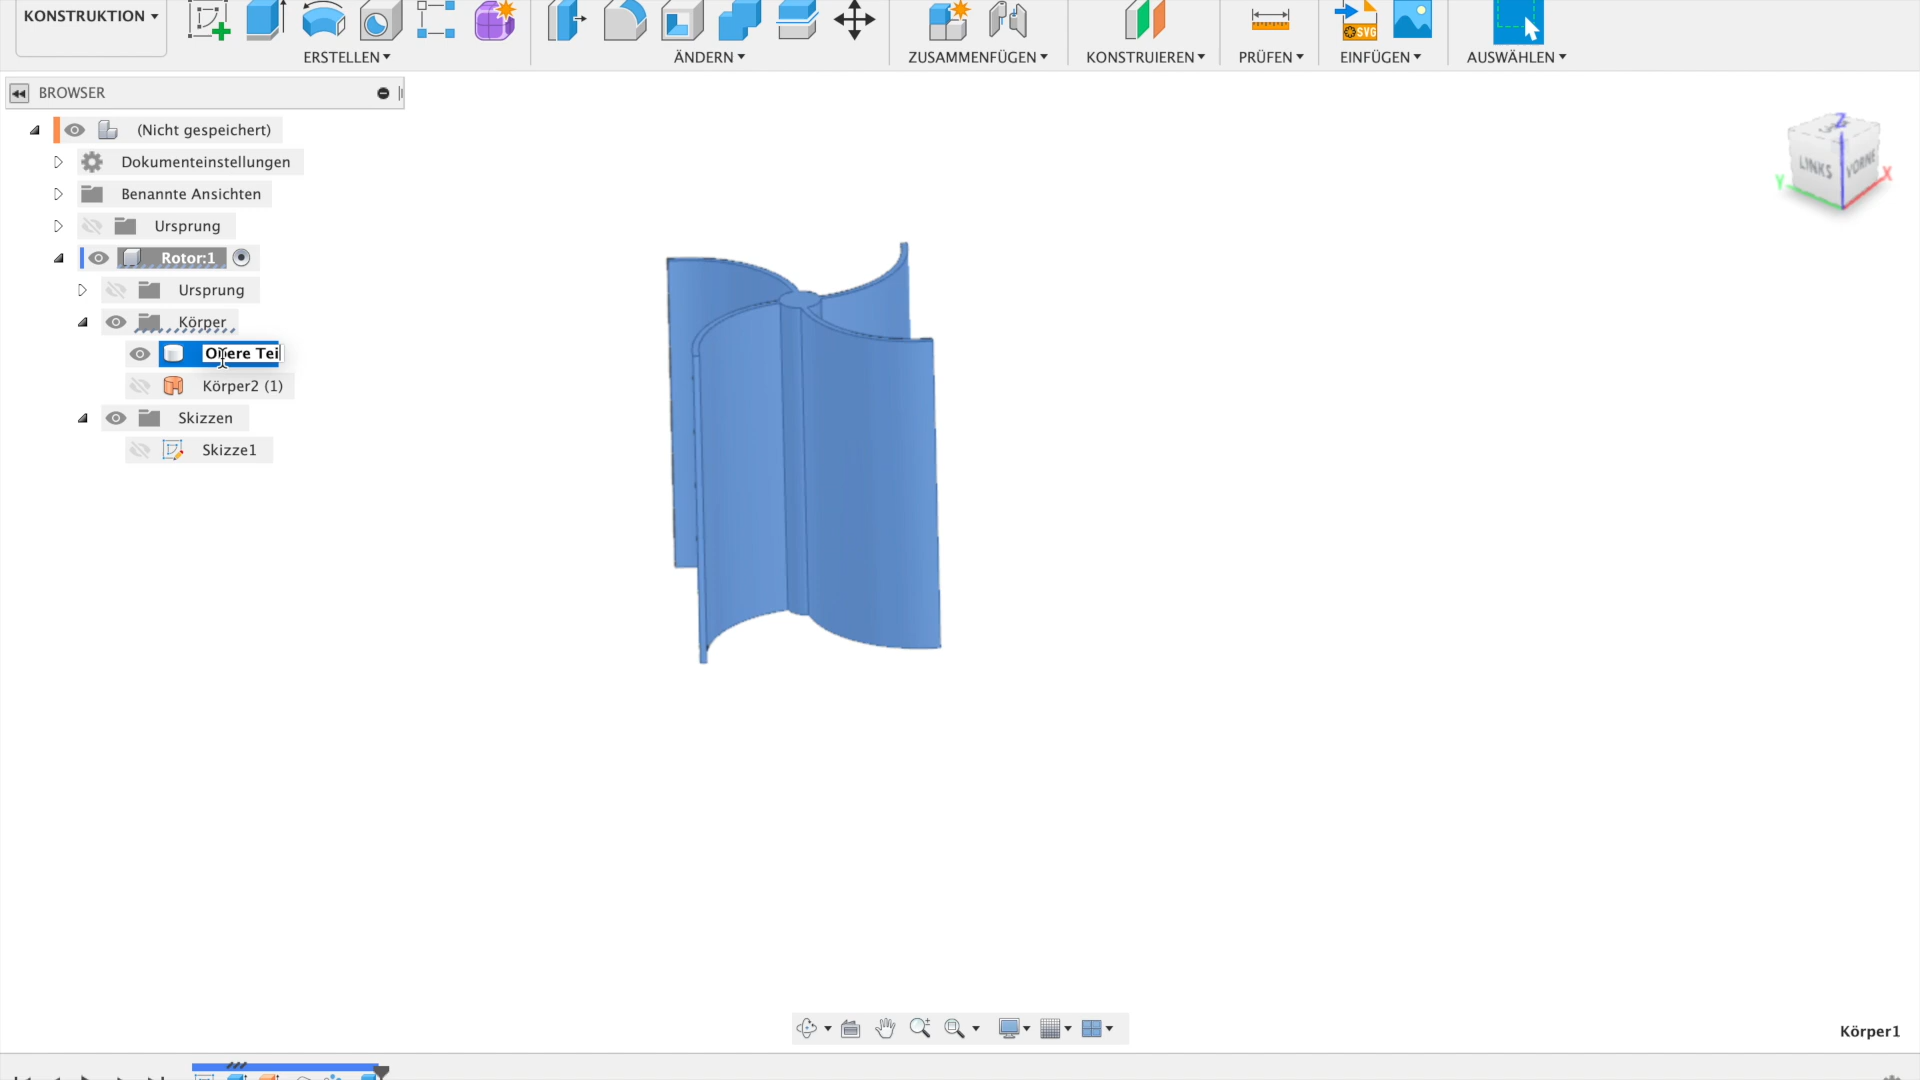 KONSTRUKTION
ERSTELLEN
ÄNDERN
ZUSAMMENFÜGEN
KONSTRUIEREN
PRÜFEN
SVG
EINFÜGEN
AUSWÄHLEN
BROWSER
(Nicht gespeichert)
Dokumenteinstellungen
Benannte Ansichten
Ursprung
Rotor:1
Ursprung
Körper
Obere Teil
Körper2 (1)
Skizzen
Skizze1
Z
LINKS
VORNE
Y
X
Körper1